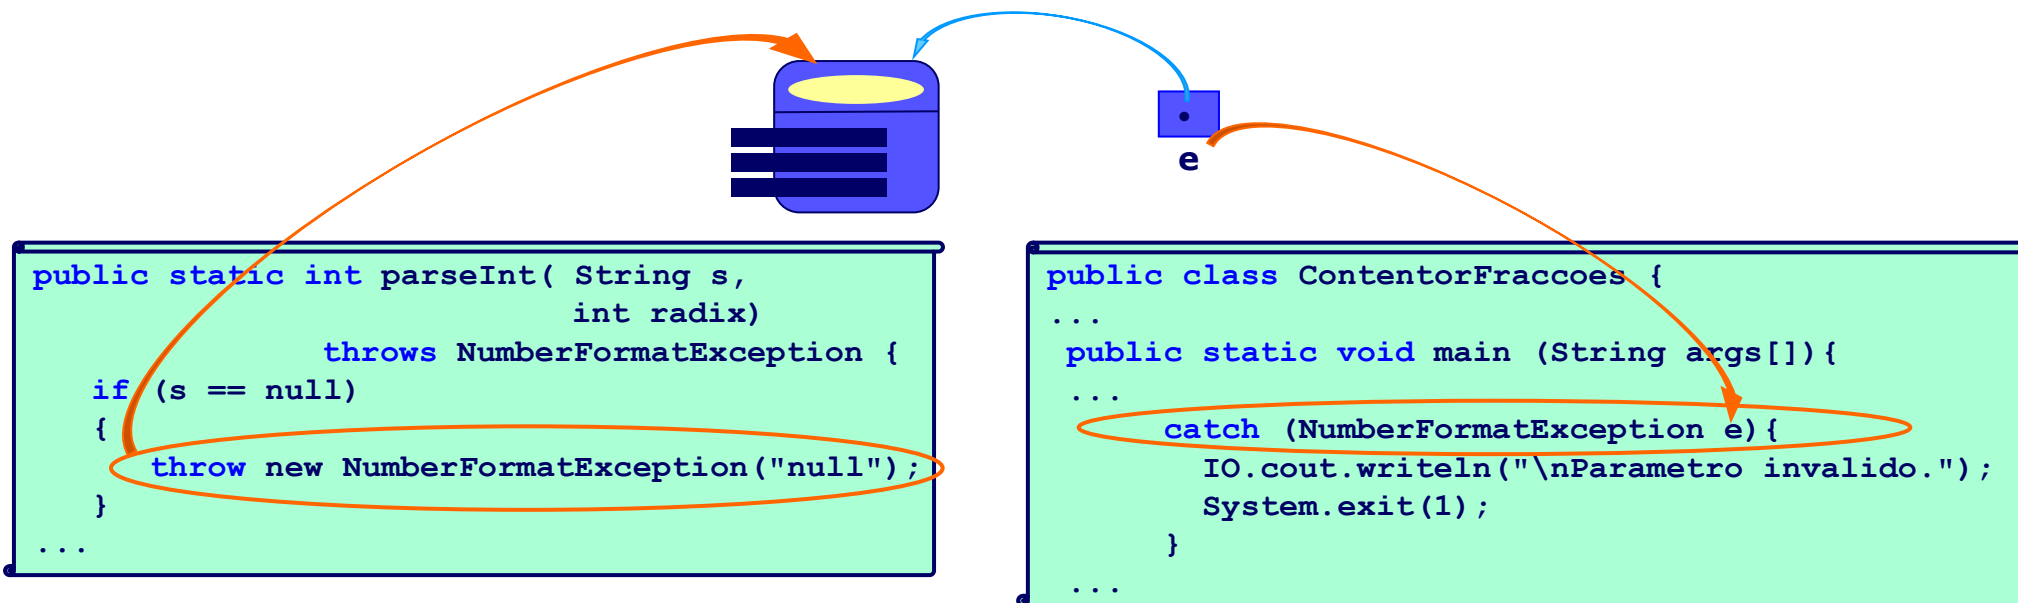 e
public static int parseInt( String s,
int radix)
throws NumberFormatException {
if (s == null)
{
throw new NumberFormatException("null");
}
...
public class ContentorFraccoes {
...
public static void main (String args[]){
...
catch (NumberFormatException e){
IO.cout.writeln("\nParametro invalido.");
System.exit(1);
}
...